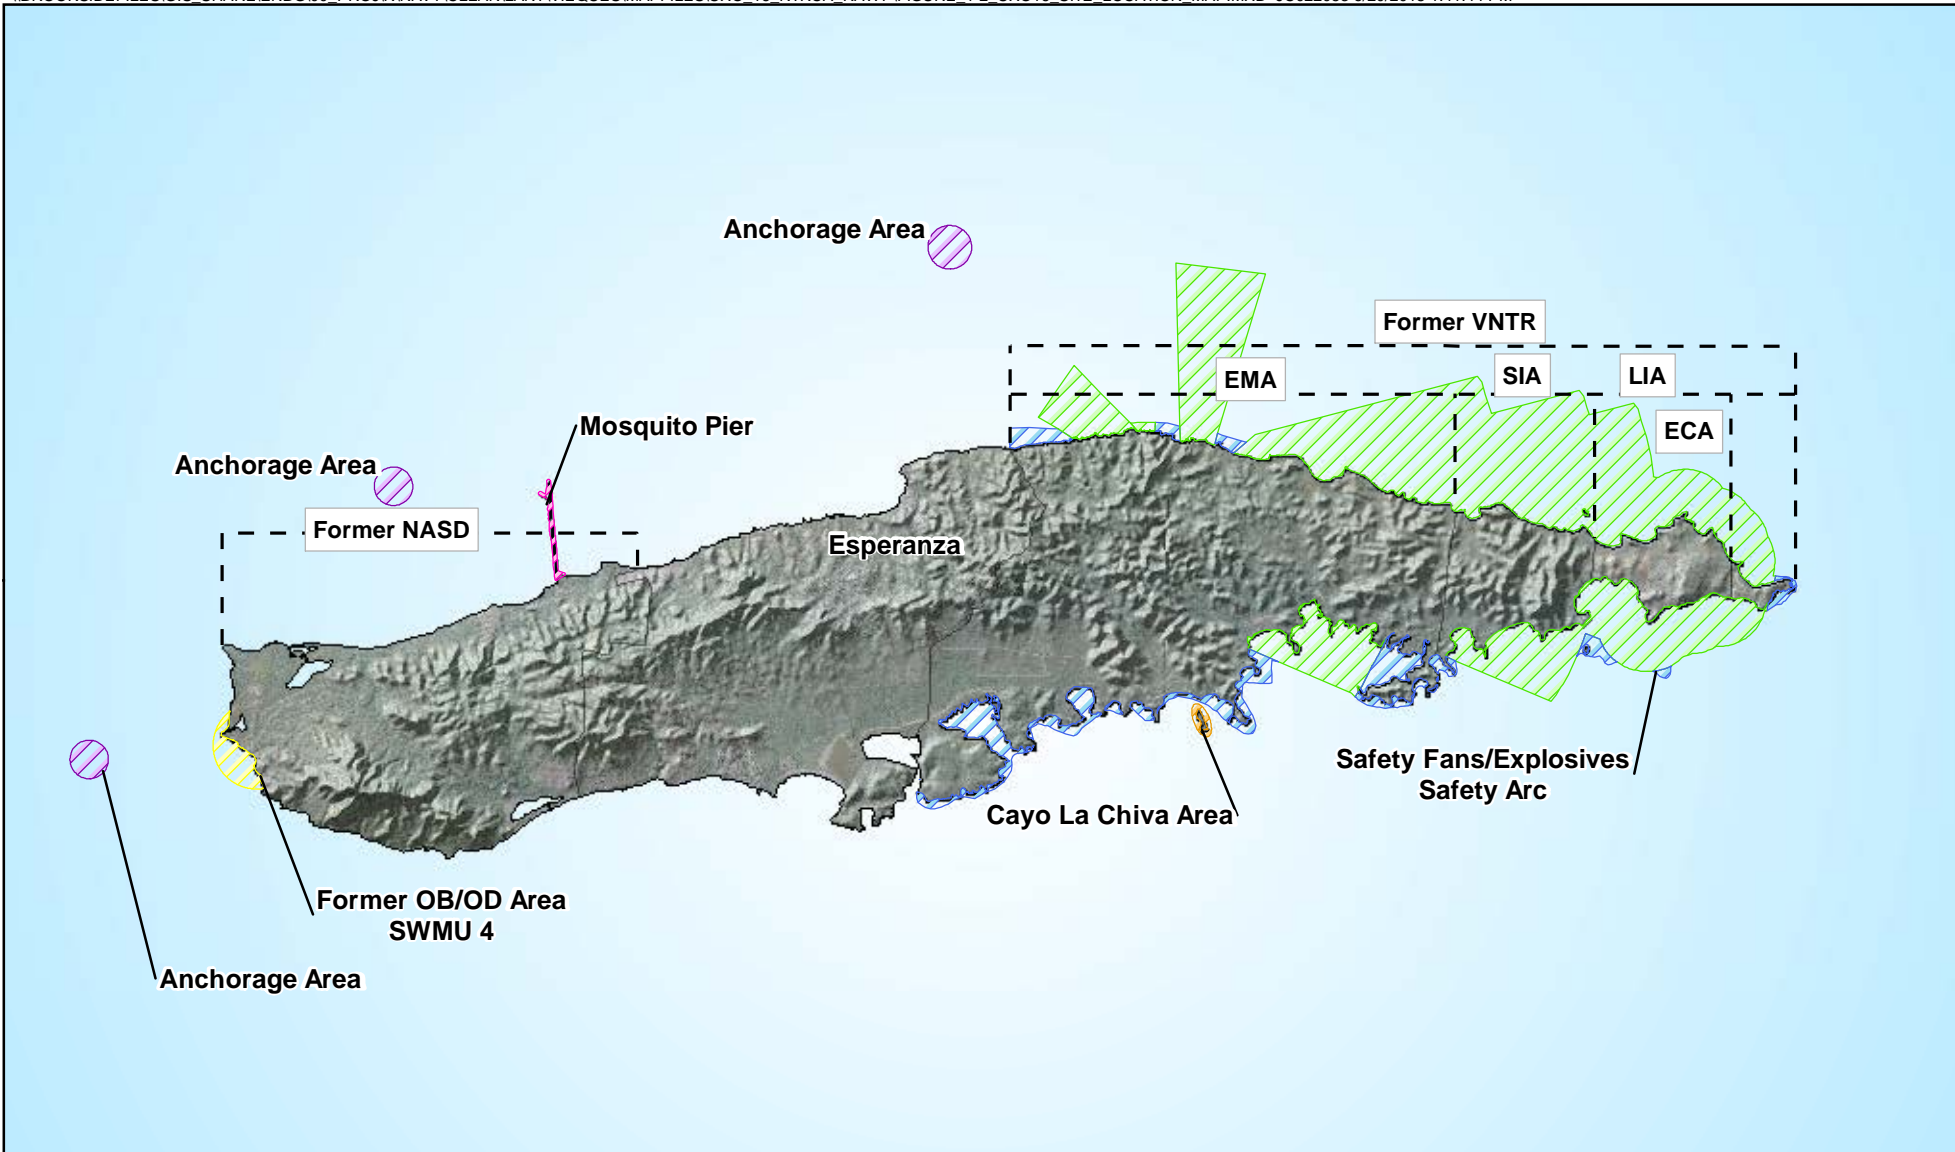 Anchorage Area
Former VNTR
EMA
SIA
LIA
ECA
Mosquito Pier
Anchorage Area
Former NASD
Esperanza
Safety Fans/Explosives
Safety Arc
Cayo La Chiva Area
Former OB/OD Area
SWMU 4
Anchorage Area